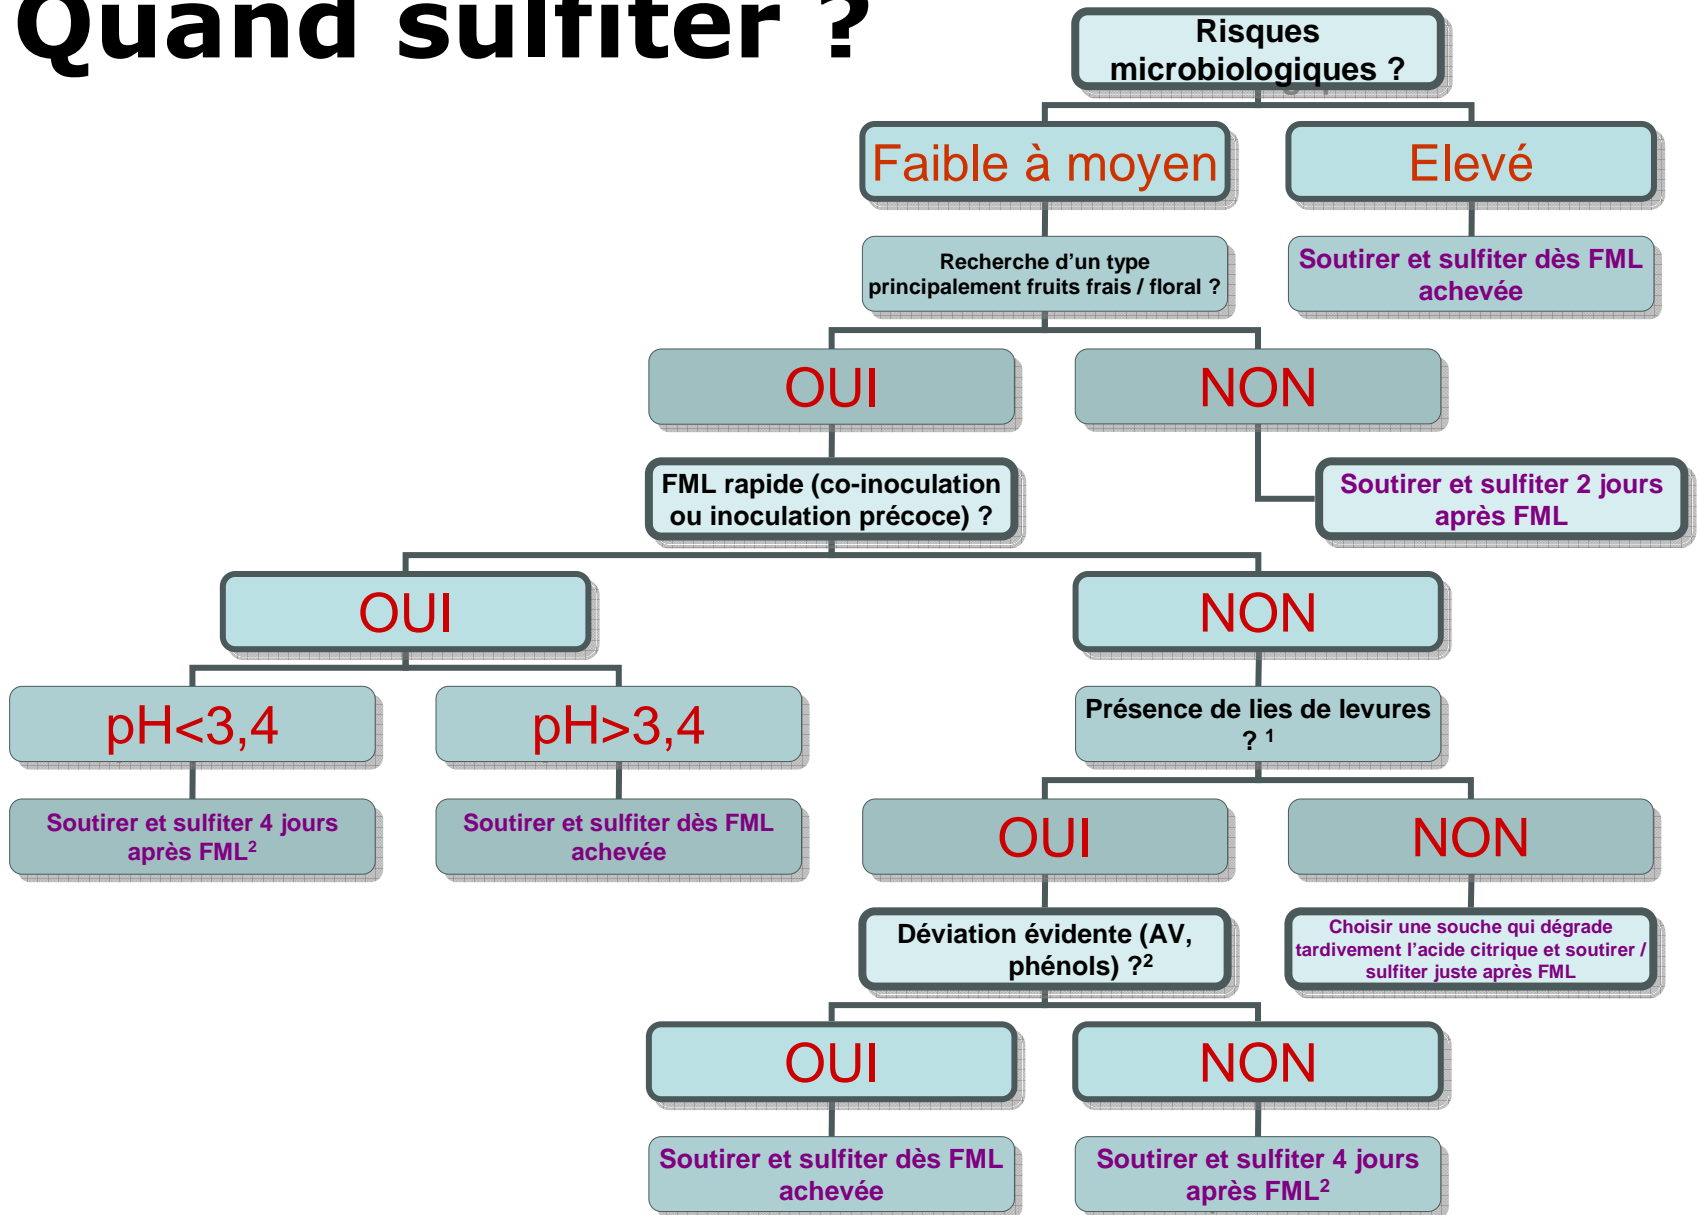 Quand sulfiter ?
Risques
microbiologiques ?
Faible à moyen
Elevé
Recherche d'un type
principalement fruits frais / floral ?
Soutirer et sulfiter dès FML
achevée
OUI
NON
FML rapide (co-inoculation
ou inoculation précoce) ?
Soutirer et sulfiter 2 jours
après FML
OUI
NON
pH<3,4
pH>3,4
Présence de lies de levures
? 1
Soutirer et sulfiter 4 jours
après FML2
Soutirer et sulfiter dès FML
achevée
OUI
NON
Déviation évidente (AV,
phénols) ?2
Choisir une souche qui dégrade
tardivement l'acide citrique et soutirer /
sulfiter juste après FML
OUI
NON
Soutirer et sulfiter dès FML
achevée
Soutirer et sulfiter 4 jours
après FML2